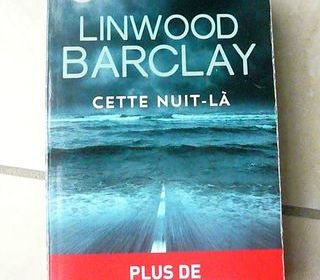 LINWOOD
BARCLAY
CETTE NUIT-LÀ
PLUS DE